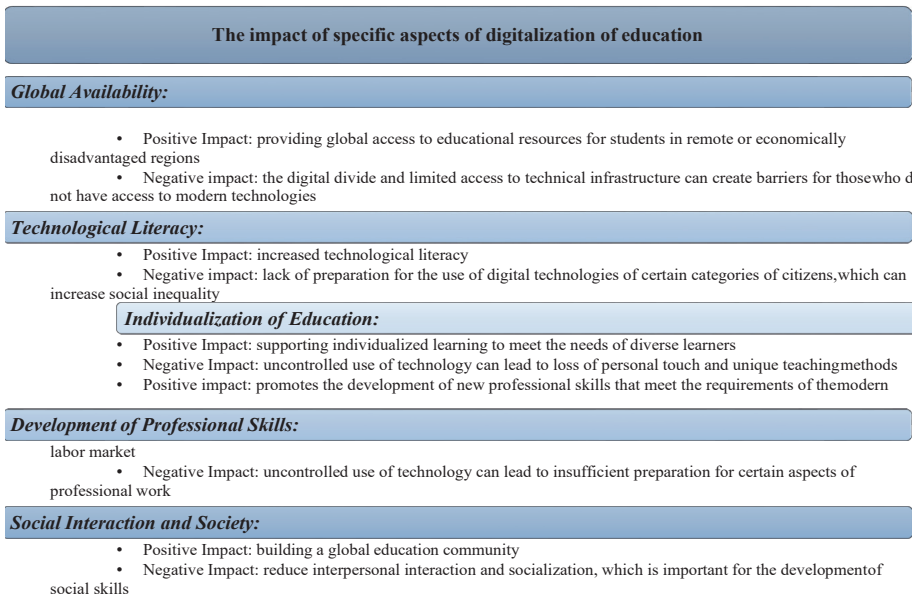 The impact of specific aspects of digitalization of education
Global Availability:
• Positive Impact: providing global access to educational resources for students in remote or economically
disadvantaged regions
• Negative impact: the digital divide and limited access to technical infrastructure can create barriers for thosewho d
not have access to modern technologies
Technological Literacy:
• Positive Impact: increased technological literacy
• Negative impact: lack of preparation for the use of digital technologies of certain categories of citizens,which can
increase social inequality
Individualization of Education:
• Positive Impact: supporting individualized learning to meet the needs of diverse learners
• Negative impact: uncontrolled use of technology can lead to loss of personal touch and unique teachingmethods
• Positive impact: promotes the development of new professional skills that meet the requirements of themodern
Development of Professional Skills:
labor market
• Negative Impact: uncontrolled use of technology can lead to insufficient preparation for certain aspects of
professional work
Social Interaction and Society:
• Positive Impact: building a global education community
• Negative Impact: reduce interpersonal interaction and socialization, which is important for the developmentof
social skills